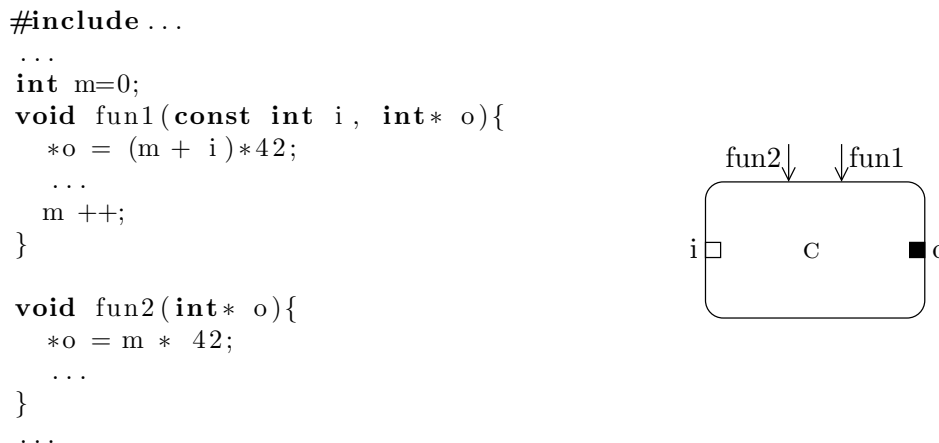 #include ...
...
int m=0;
void fun1(const int i, int* o){
*o = (m + i)*42;
...
m ++;
}
void fun2(int* o){
*o = m * 42;
...
}
...
fun2 fun1
i C o